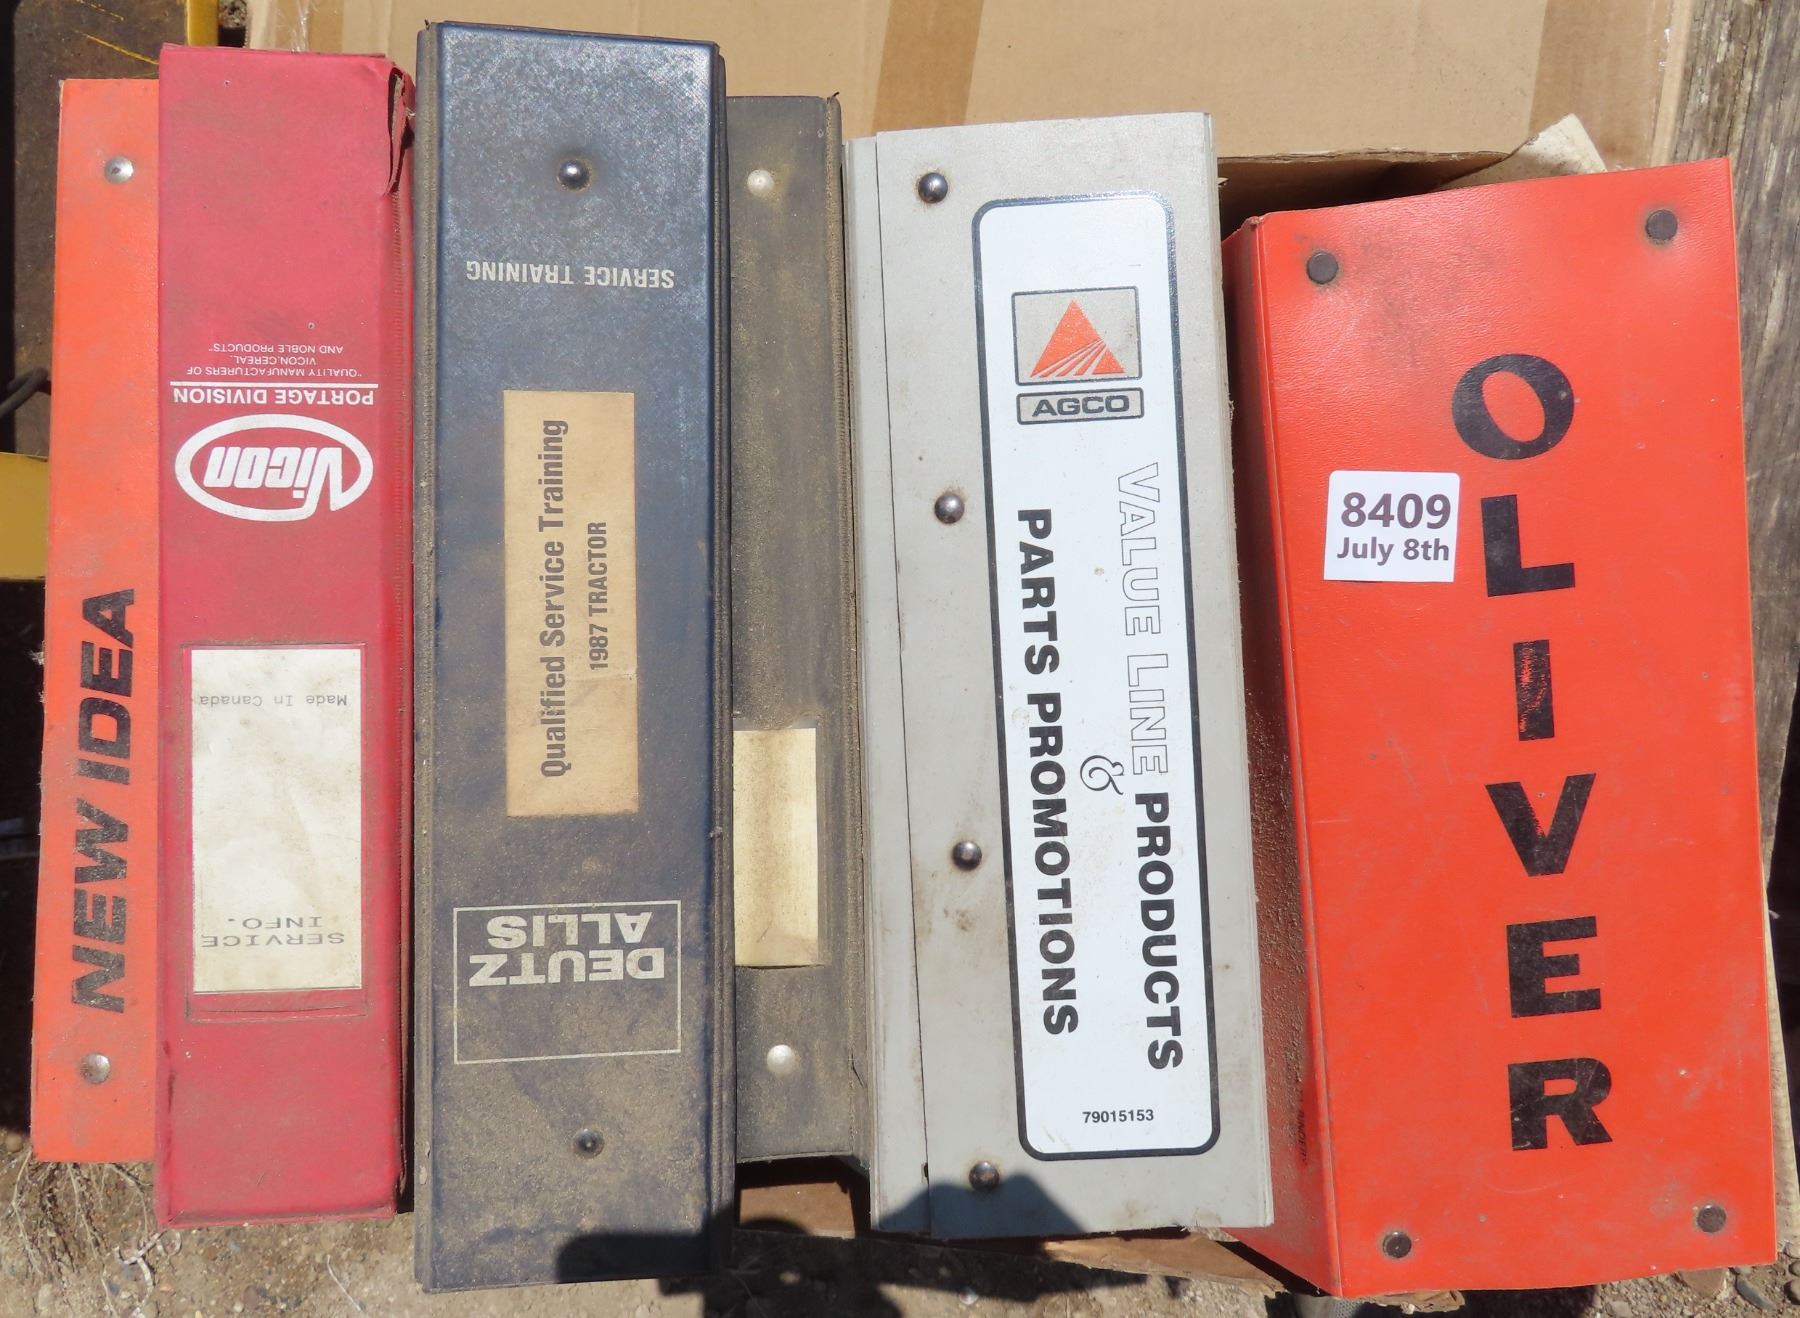 NEW IDEA
"QUALITY MANUFACTURERS OF
VICON, CEREAL
AND NOBLE PRODUCTS"
PORTAGE DIVISION
Vicon
Made In Canada
SERVICE
INFO.
SERVICE TRAINING
Qualified Service Training
1987 TRACTOR
DEUTZ
ALLIS
AGCO
VALUE LINE PRODUCTS
&
PARTS PROMOTIONS
79015153
OLIVER
8409
July 8th